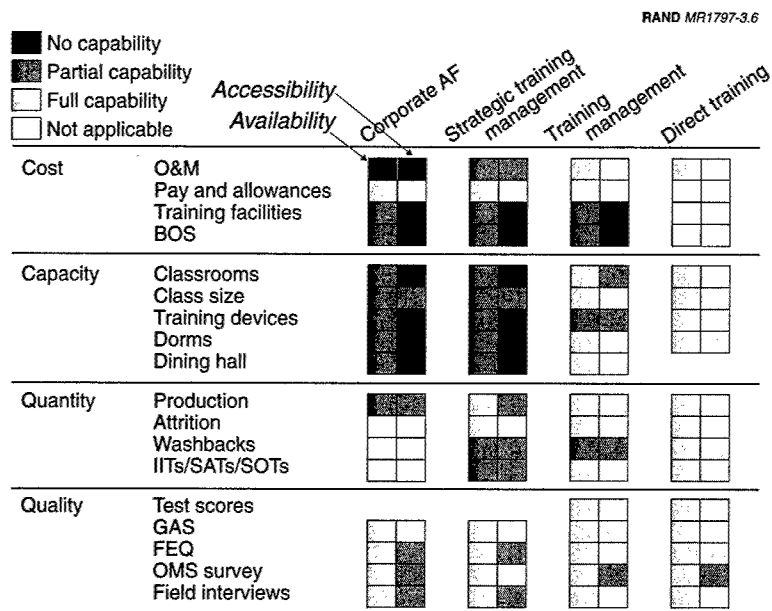 RAND MR1797-3.6
No capability
Partial capability
Full capability
Not applicable
Accessibility
Availability
Corporate AF
Strategic training
management
Training
management
Direct training
Cost
O&M
Pay and allowances
Training facilities
BOS
Capacity
Classrooms
Class size
Training devices
Dorms
Dining hall
Quantity
Production
Attrition
Washbacks
IITs/SATs/SOTs
Quality
Test scores
GAS
FEQ
OMS survey
Field interviews